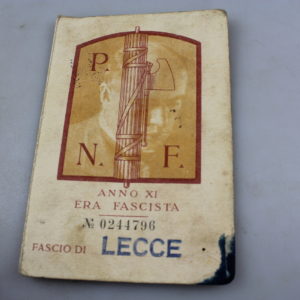 P.
N. F.
ANNO XI
ERA FASCISTA
№ 0244796
FASCIO DI LECCE